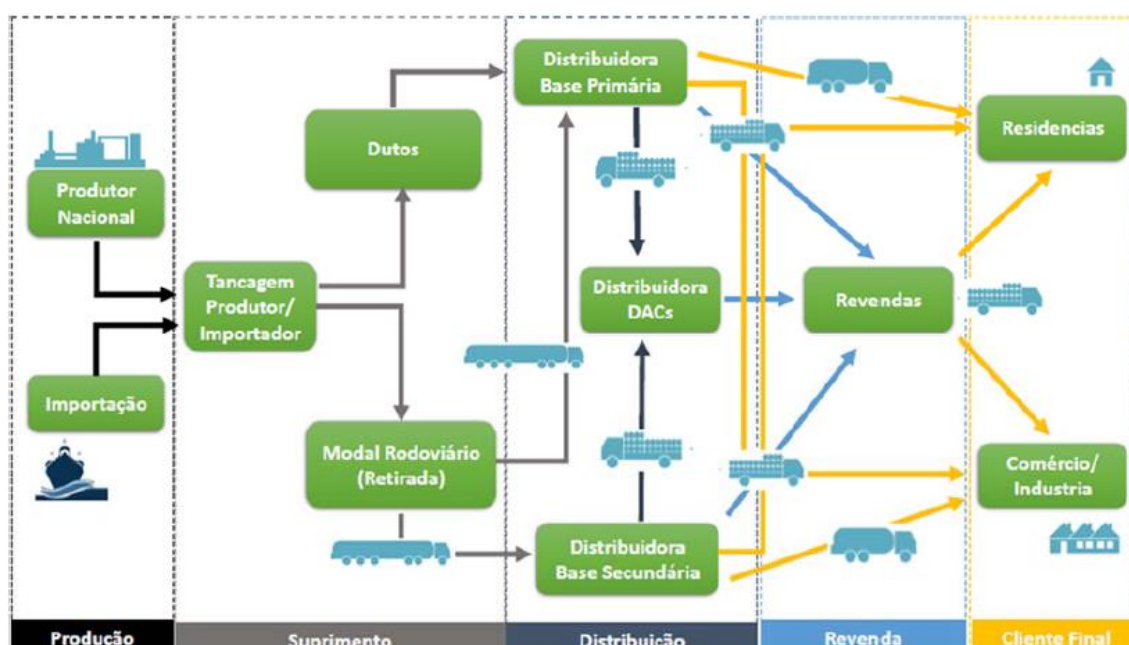 Produtor
Nacional
Importação
Tancagem
Produtor/
Importador
Dutos
Modal Rodoviário
(Retirada)
Distribuidora
Base Primária
Distribuidora
DACs
Distribuidora
Base Secundária
Revendas
Residencias
Comércio/
Industria
Produção
Suprimento
Distribuição
Revenda
Cliente Final